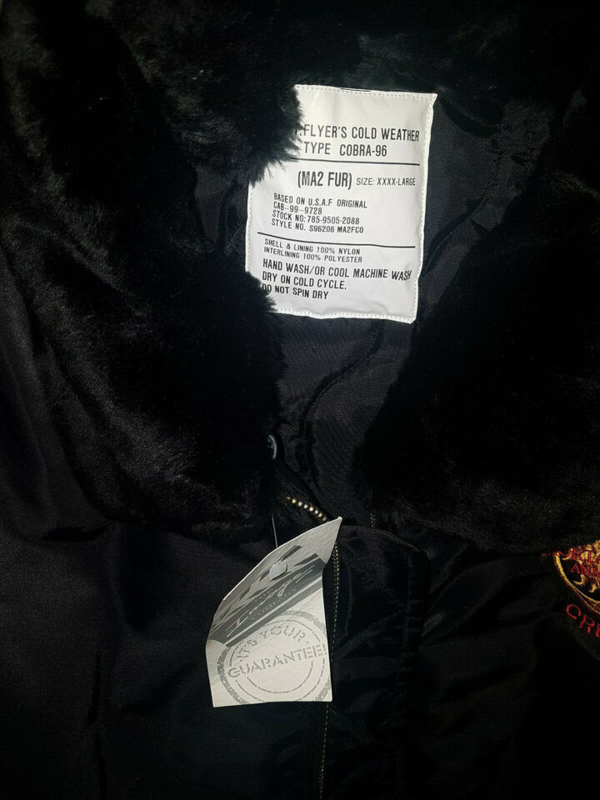 FLYER'S COLD WEATHER
TYPE COBRA-96
(MA2 FUR) SIZE: XXXX-LARGE
BASED ON U.S.A.F ORIGINAL
CAB-99-9728
STOCK NO:785-9505-2088
STYLE NO. S96206 MA2FCO
SHELL & LINING 100% NYLON
INTERLINING 100% POLYESTER
HAND WASH/OR COOL MACHINE WASH
DRY ON COLD CYCLE.
DO NOT SPIN DRY
IT'S YOUR
GUARANTEE